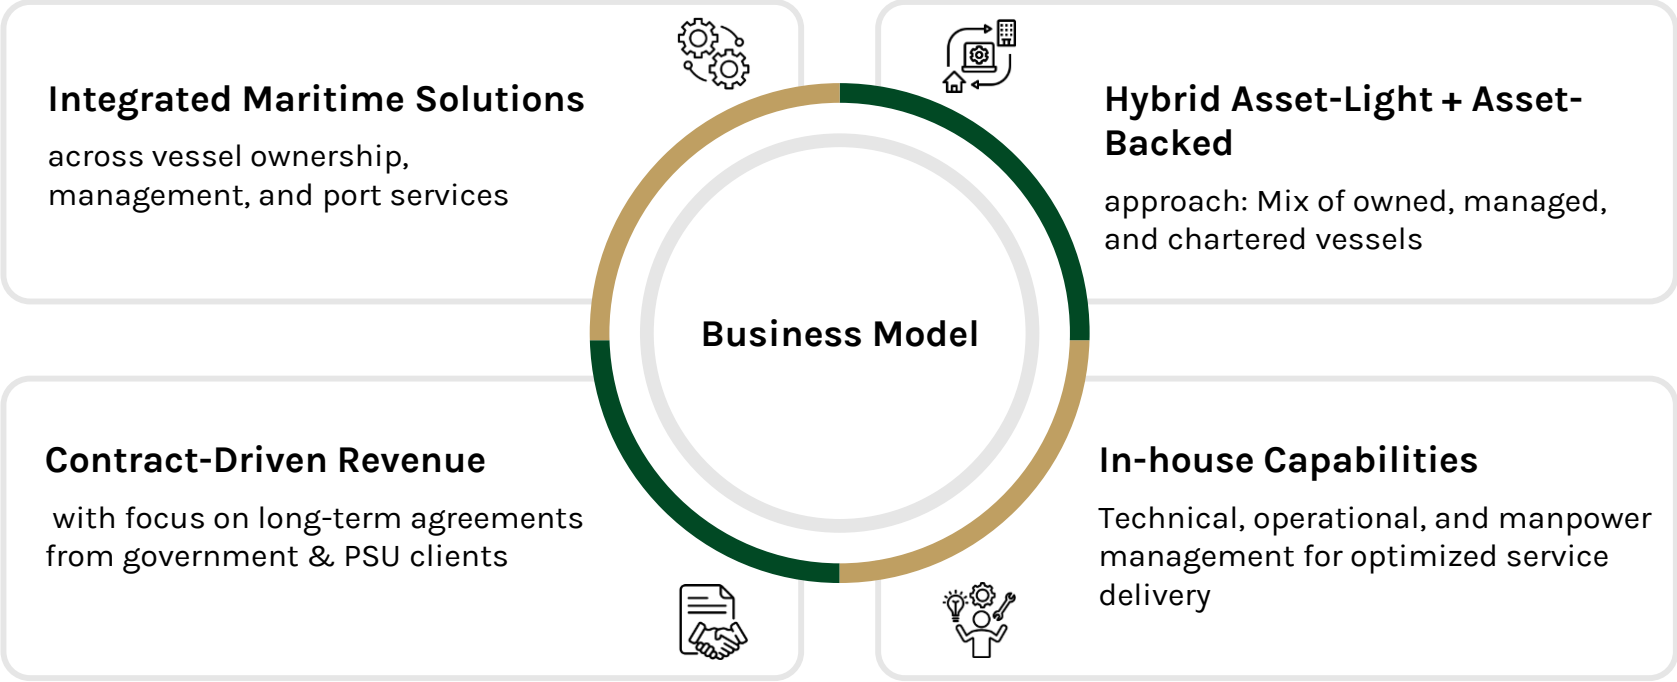 Integrated Maritime Solutions
across vessel ownership,
management, and port services
Hybrid Asset-Light + Asset-
Backed
approach: Mix of owned, managed,
and chartered vessels
Business Model
Contract-Driven Revenue
with focus on long-term agreements
from government & PSU clients
In-house Capabilities
Technical, operational, and manpower
management for optimized service
delivery